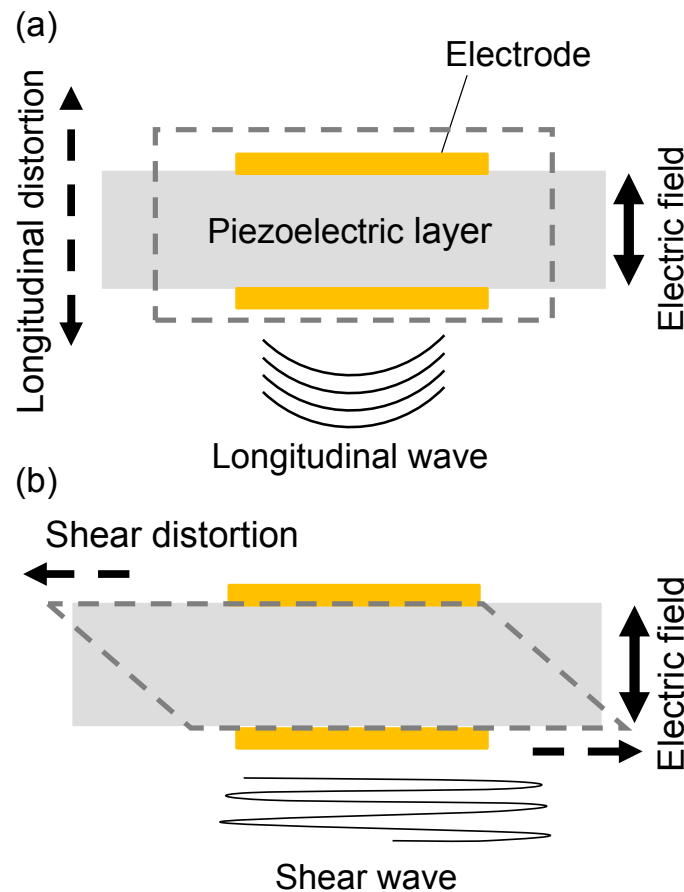 (a)
Electrode
Longitudinal distortion
Piezoelectric layer
Electric field
Longitudinal wave
(b)
Shear distortion
Electric field
Shear wave